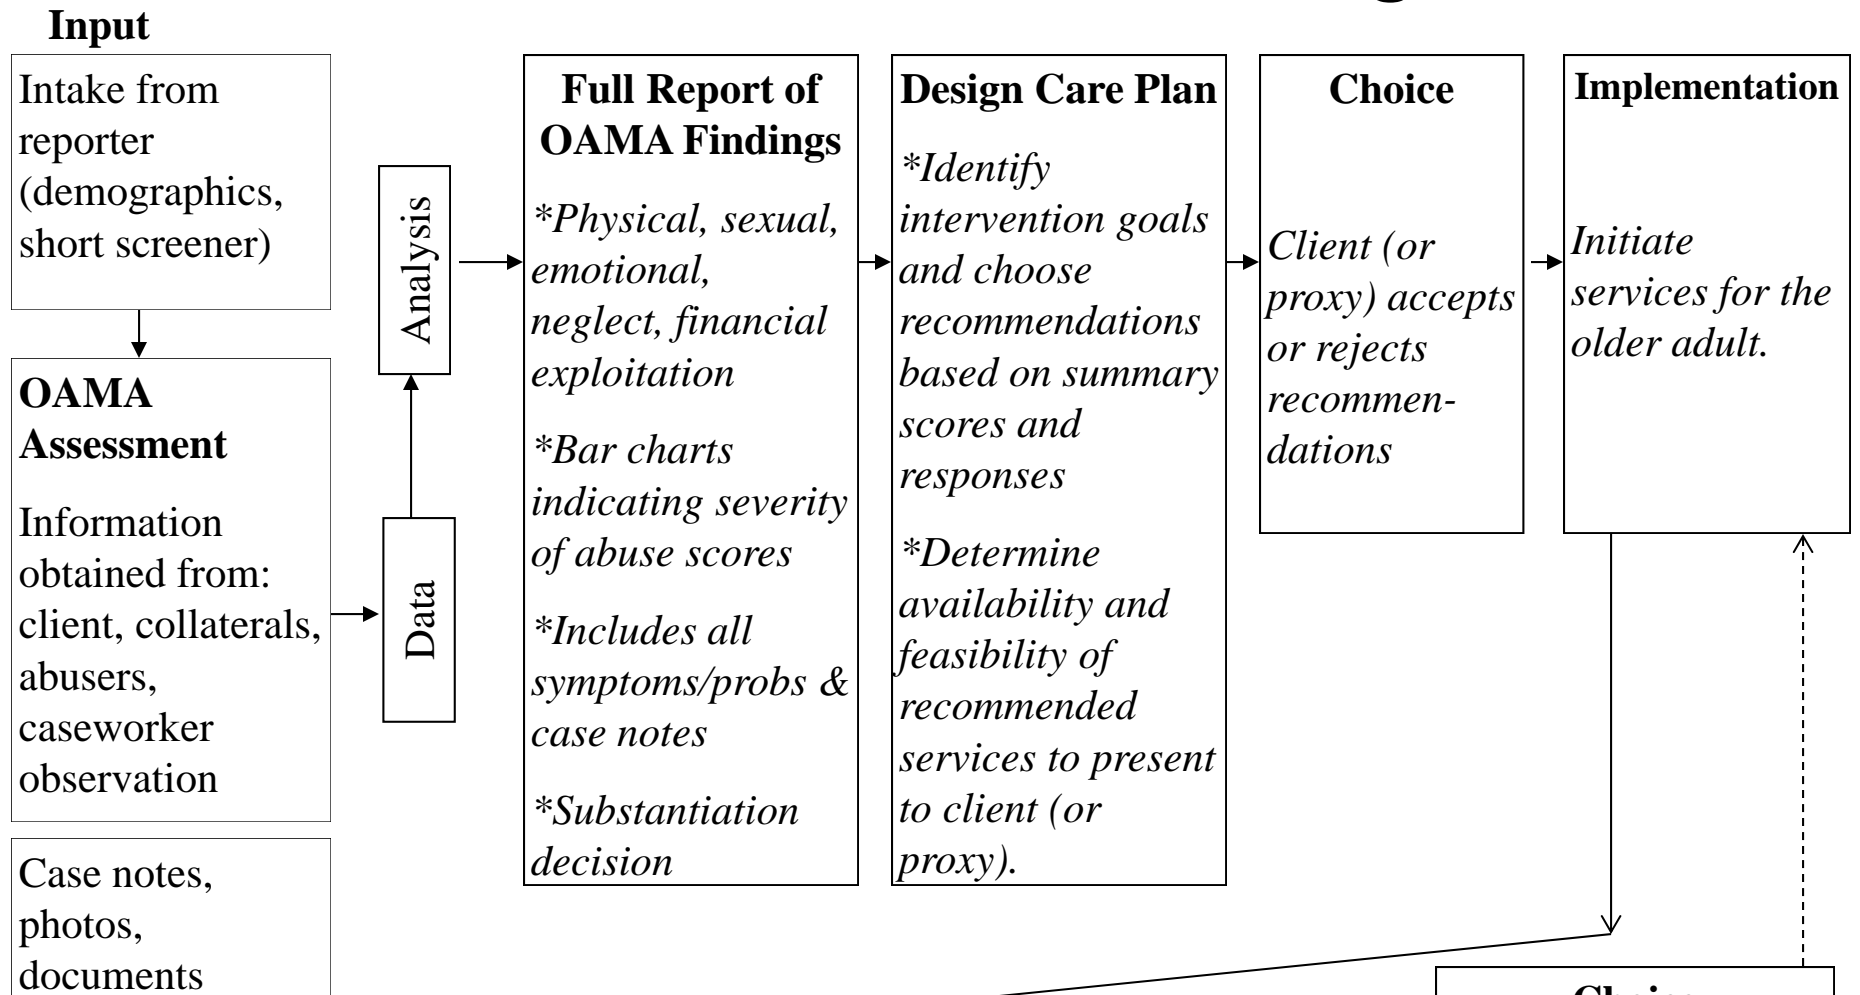 Input
Intake from
reporter
(demographics,
short screener)
OAMA
Assessment
Information
obtained from:
client, collaterals,
abusers,
caseworker
observation
Case notes,
photos,
documents
Data
Analysis
Full Report of
OAMA Findings
*Physical, sexual,
emotional,
neglect, financial
exploitation
*Bar charts
indicating severity
of abuse scores
*Includes all
symptoms/probs &
case notes
*Substantiation
decision
Design Care Plan
*Identify
intervention goals
and choose
recommendations
based on summary
scores and
responses
*Determine
availability and
feasibility of
recommended
services to present
to client (or
proxy).
Choice
Client (or
proxy) accepts
or rejects
recommen-
dations
Implementation
Initiate
services for the
older adult.
Choice